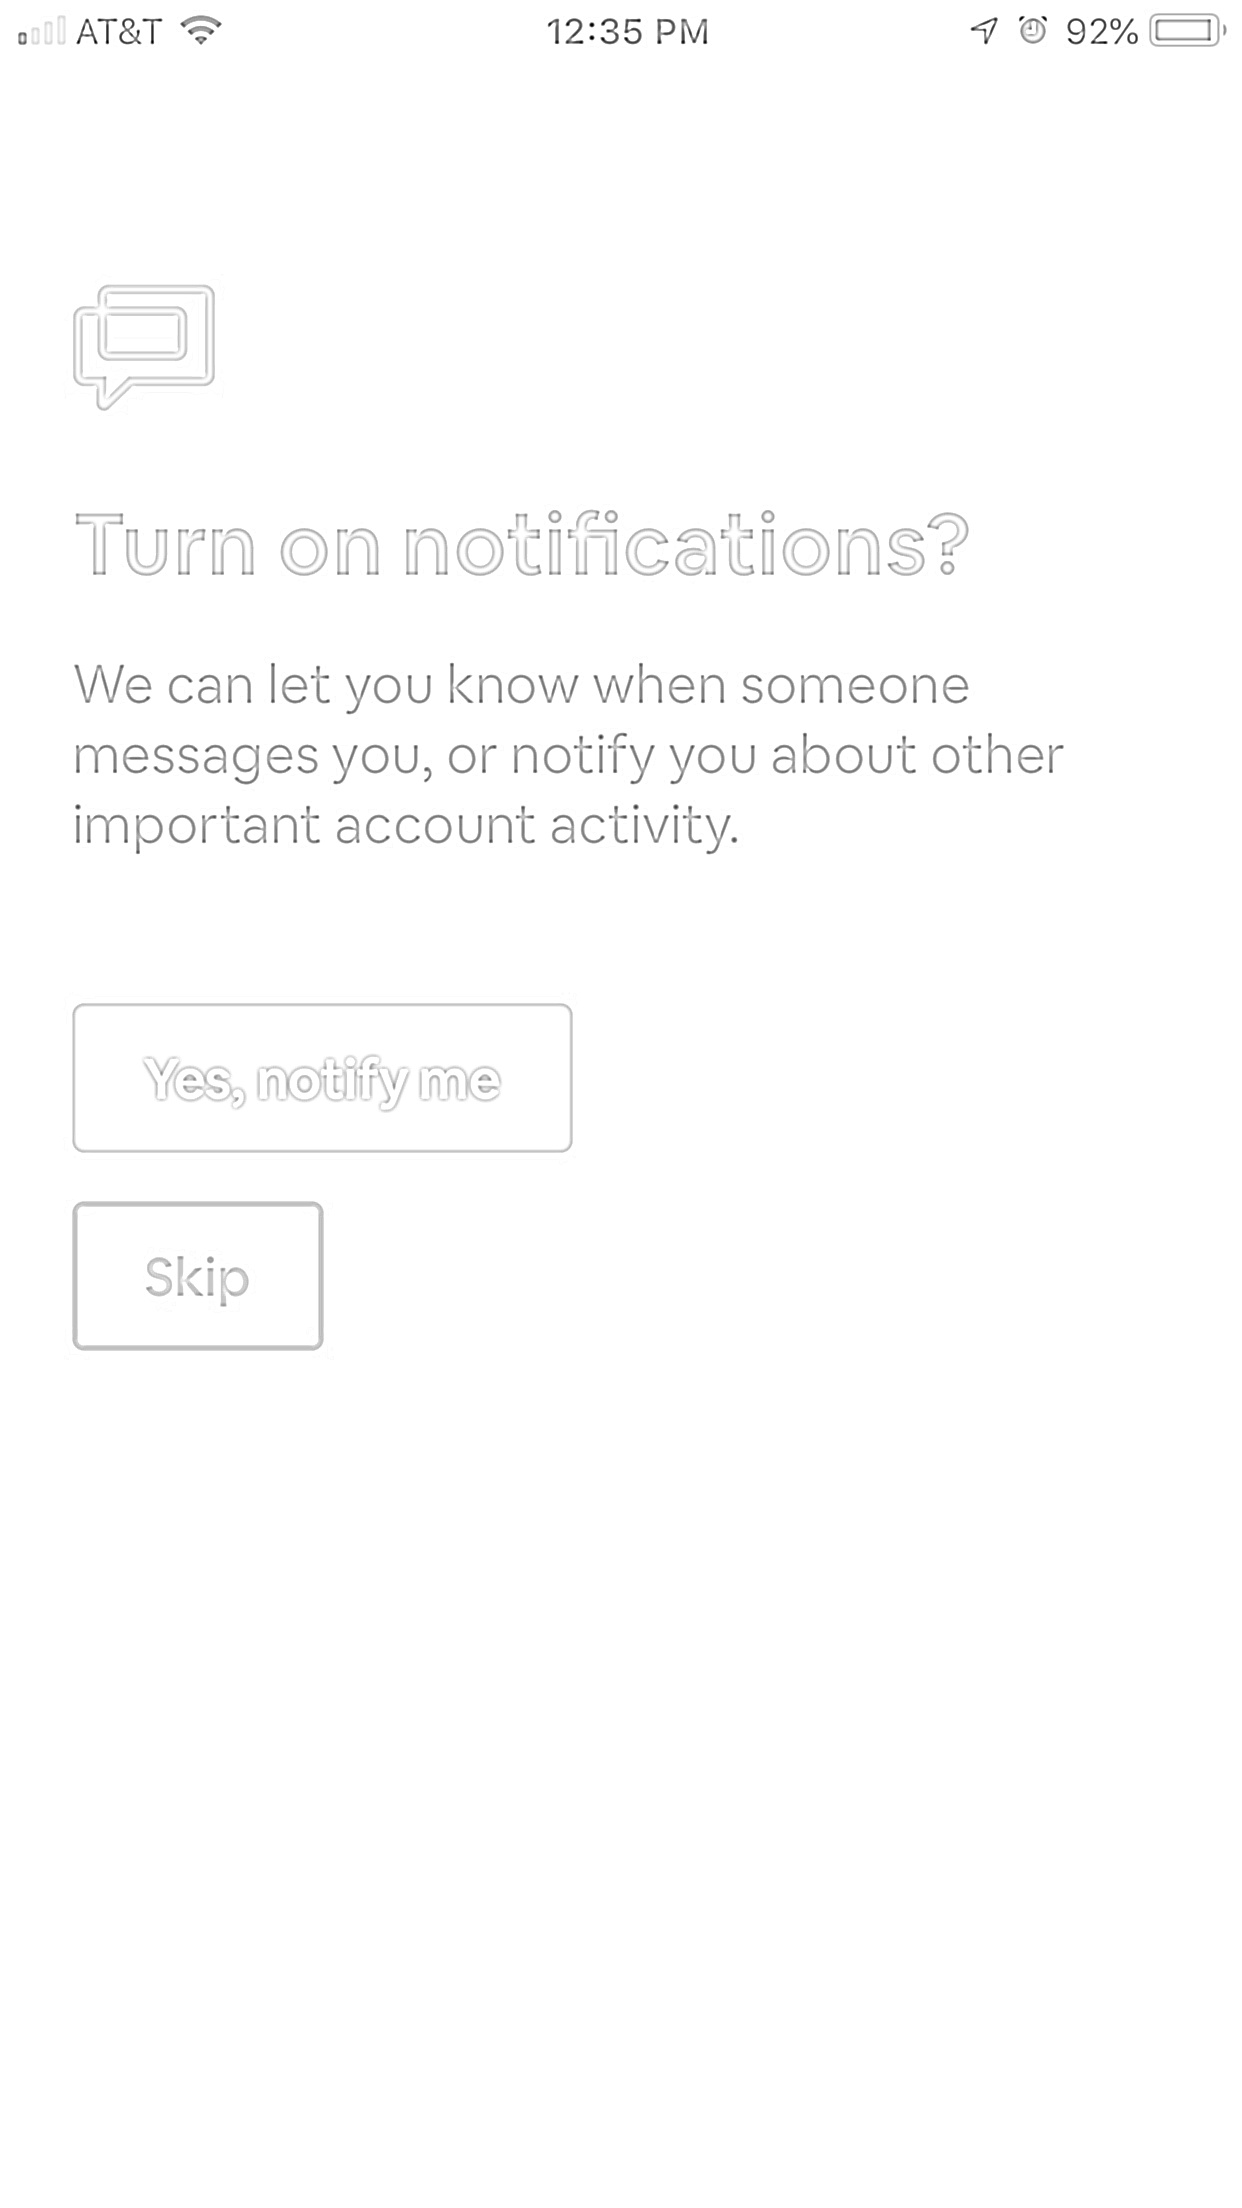 AT&T 12:35 PM 92%
Turn on notifications?
We can let you know when someone
messages you, or notify you about other
important account activity.
Yes, notify me
Skip